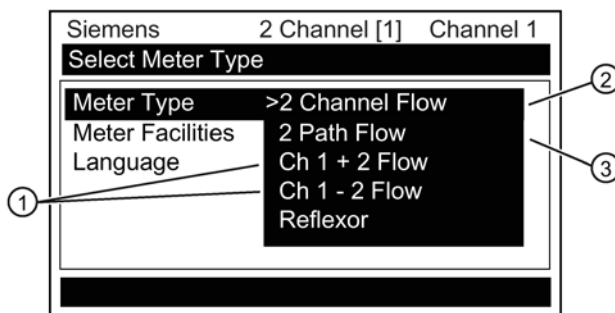 Siemens 2 Channel [1] Channel 1
Select Meter Type
Meter Type >2 Channel Flow
Meter Facilities 2 Path Flow
Language Ch 1 + 2 Flow
Ch 1 - 2 Flow
Reflexor
1
2
3